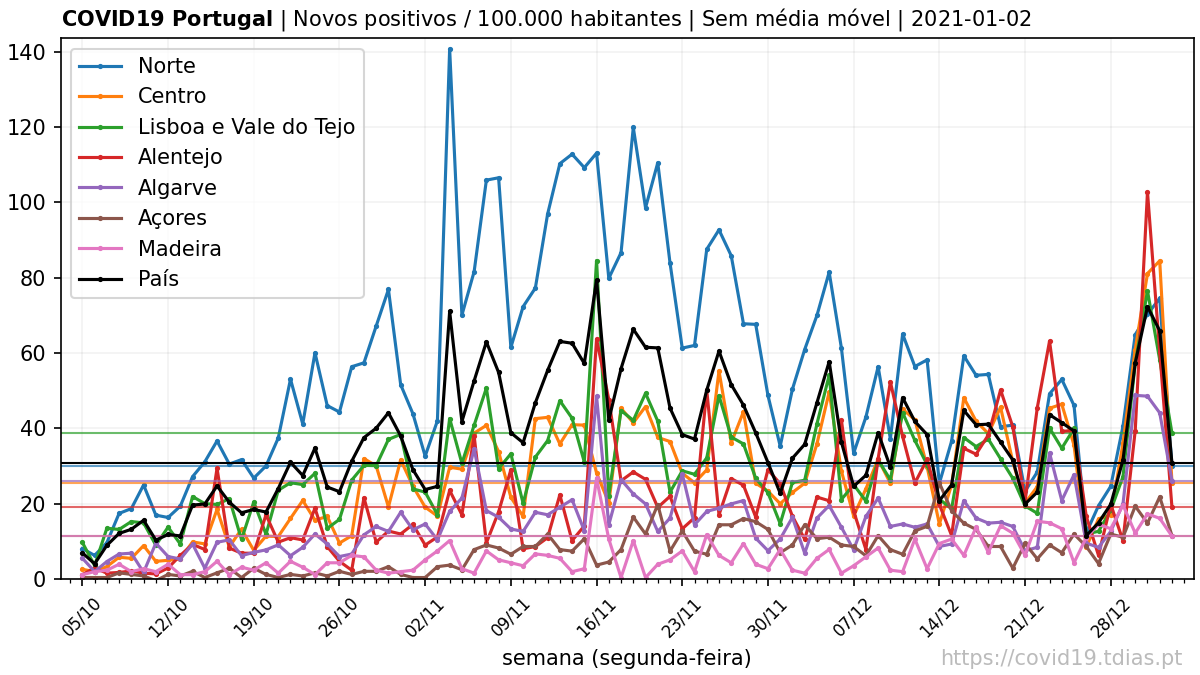 COVID19 Portugal | Novos positivos / 100.000 habitantes | Sem média móvel | 2021-01-02
140
120
100
80
60
40
20
0
Norte
Centro
Lisboa e Vale do Tejo
Alentejo
Algarve
Açores
Madeira
País
05/10
12/10
19/10
26/10
02/11
09/11
16/11
23/11
30/11
07/12
14/12
21/12
28/12
semana (segunda-feira)
https://covid19.tdias.pt